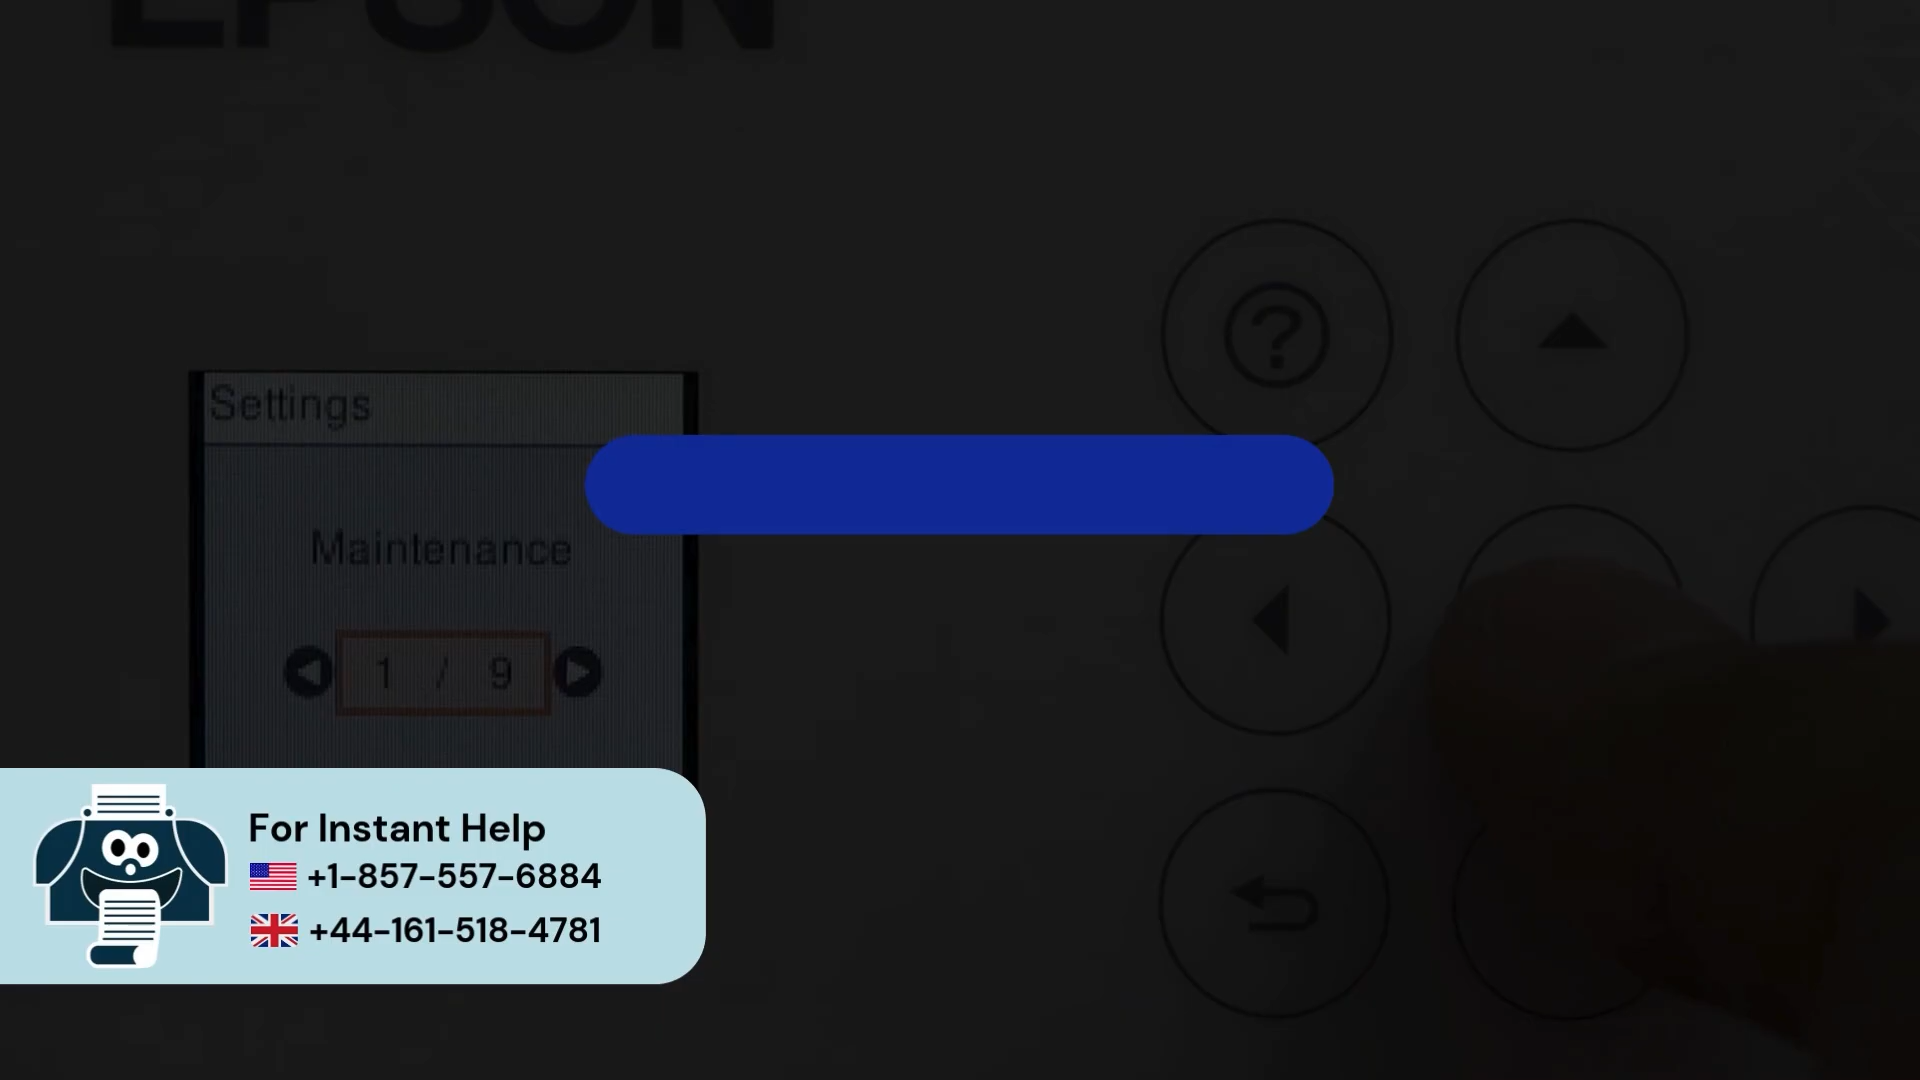 EPSON
Settings
Maintenance
1 / 9
For Instant Help
+1-857-557-6884
+44-161-518-4781